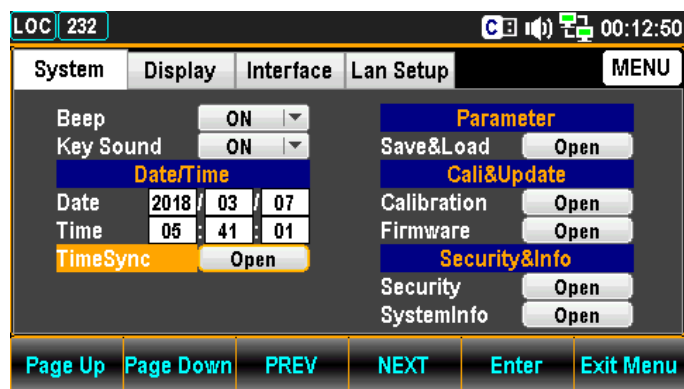 LOC 232 C 00:12:50
System Display Interface Lan Setup MENU
Beep ON
Key Sound ON
Date/Time
Date 2018 / 03 / 07
Time 05 : 41 : 01
TimeSync Open
Parameter
Save&Load Open
Cali&Update
Calibration Open
Firmware Open
Security&Info
Security Open
SystemInfo Open
Page Up Page Down PREV NEXT Enter Exit Menu